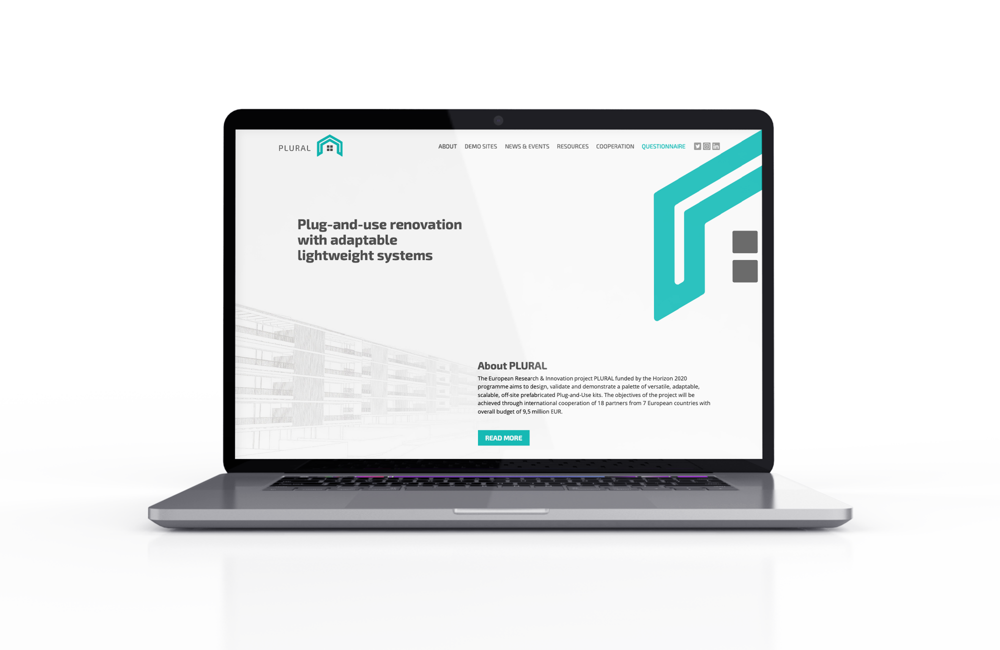 PLURAL
ABOUT DEMO SITES NEWS & EVENTS RESOURCES COOPERATION QUESTIONNAIRE
Plug-and-use renovation
with adaptable
lightweight systems
About PLURAL
The European Research & Innovation project PLURAL funded by the Horizon 2020
programme aims to design, validate and demonstrate a palette of versatile, adaptable,
scalable, off-site prefabricated Plug-and-Use kits. The objectives of the project will be
achieved through international cooperation of 18 partners from 7 European countries with
overall budget of 9,5 million EUR.
READ MORE